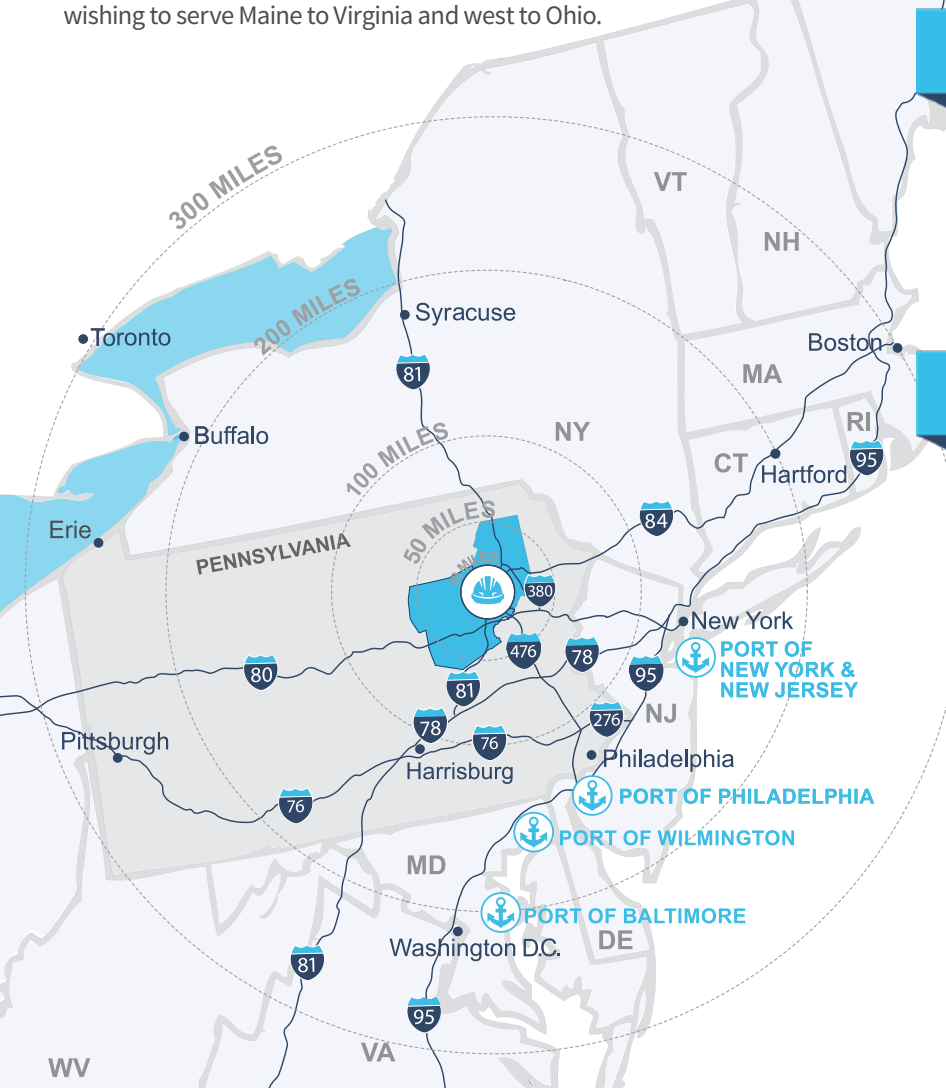 wishing to serve Maine to Virginia and west to Ohio.
300 MILES
VT
NH
200 MILES
Syracuse
Toronto
Boston
81
MA
Buffalo
100 MILES
NY
RI
CT
Hartford
95
50 MILES
84
Erie
PENNSYLVANIA
380
New York
476
78
PORT OF
NEW YORK &
NEW JERSEY
80
95
81
NJ
78
276
76
Pittsburgh
Harrisburg
Philadelphia
76
PORT OF PHILADELPHIA
PORT OF WILMINGTON
MD
PORT OF BALTIMORE
Washington D.C.
DE
81
95
VA
WV